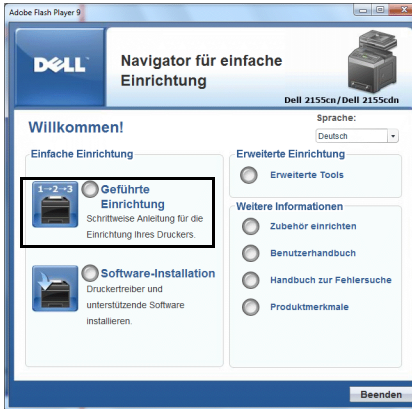 Adobe Flash Player 9
DELL
Navigator für einfache
Einrichtung
Dell 2155cn/Dell 2155cdn
Willkommen!
Sprache:
Deutsch
Einfache Einrichtung
1→2→3
Geführte
Einrichtung
Schrittweise Anleitung für die
Einrichtung Ihres Druckers.
Software-Installation
Druckertreiber und
unterstützende Software
installieren.
Erweiterte Einrichtung
Erweiterte Tools
Weitere Informationen
Zubehör einrichten
Benutzerhandbuch
Handbuch zur Fehlersuche
Produktmerkmale
Beenden